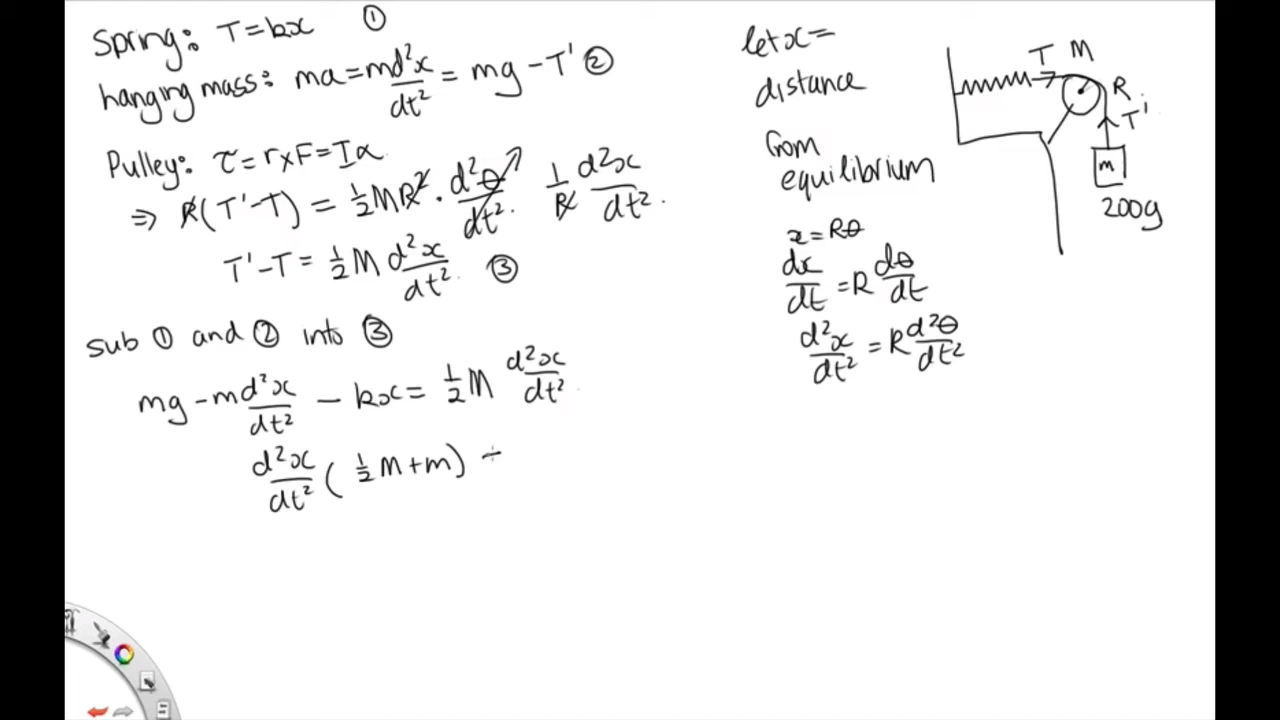 Spring: T=kx ①
hanging mass: ma = m d²x/dt² = mg - T' ②
Pulley: τ = r×F = Iα
⇒ R(T'-T) = ½MR² · d²θ/dt² 1/R d²x/dt².
T'-T = ½M d²x/dt². ③
sub ① and ② into ③
mg - m d²x/dt² - kx = ½M d²x/dt²
d²x/dt² (½M+m) +
let x =
distance
from
equilibrium
x = Rθ
dx/dt = R dθ/dt
d²x/dt² = R d²θ/dt²
T M
R
T'
m
200g